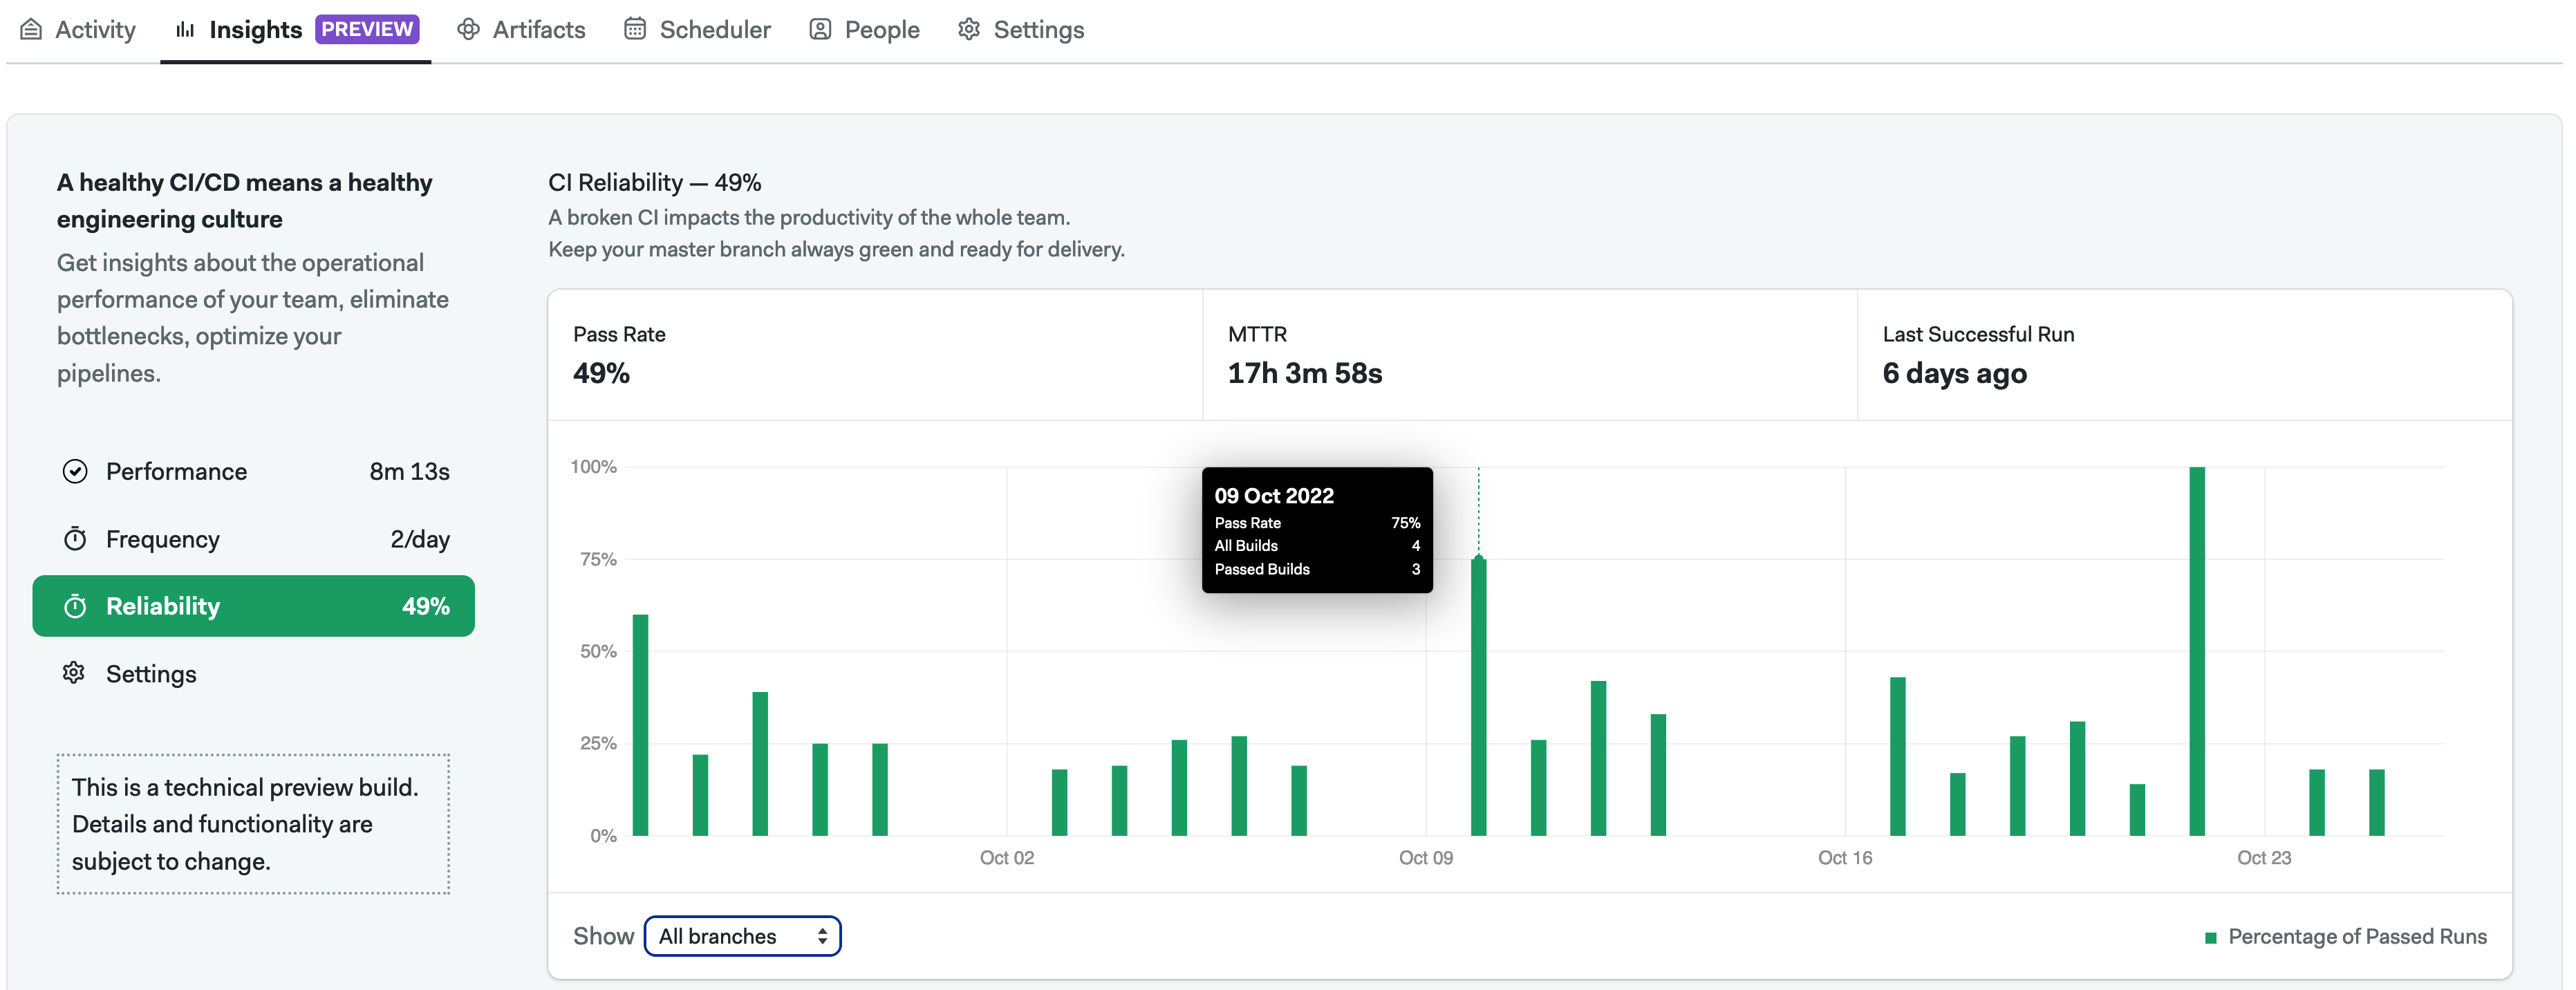 Activity
Insights PREVIEW
Artifacts
Scheduler
People
Settings
A healthy CI/CD means a healthy
engineering culture
Get insights about the operational
performance of your team, eliminate
bottlenecks, optimize your
pipelines.
Performance 8m 13s
Frequency 2/day
Reliability 49%
Settings
This is a technical preview build.
Details and functionality are
subject to change.
CI Reliability — 49%
A broken CI impacts the productivity of the whole team.
Keep your master branch always green and ready for delivery.
Pass Rate
49%
MTTR
17h 3m 58s
Last Successful Run
6 days ago
100%
75%
50%
25%
0%
09 Oct 2022
Pass Rate 75%
All Builds 4
Passed Builds 3
Oct 02
Oct 09
Oct 16
Oct 23
Show All branches
Percentage of Passed Runs